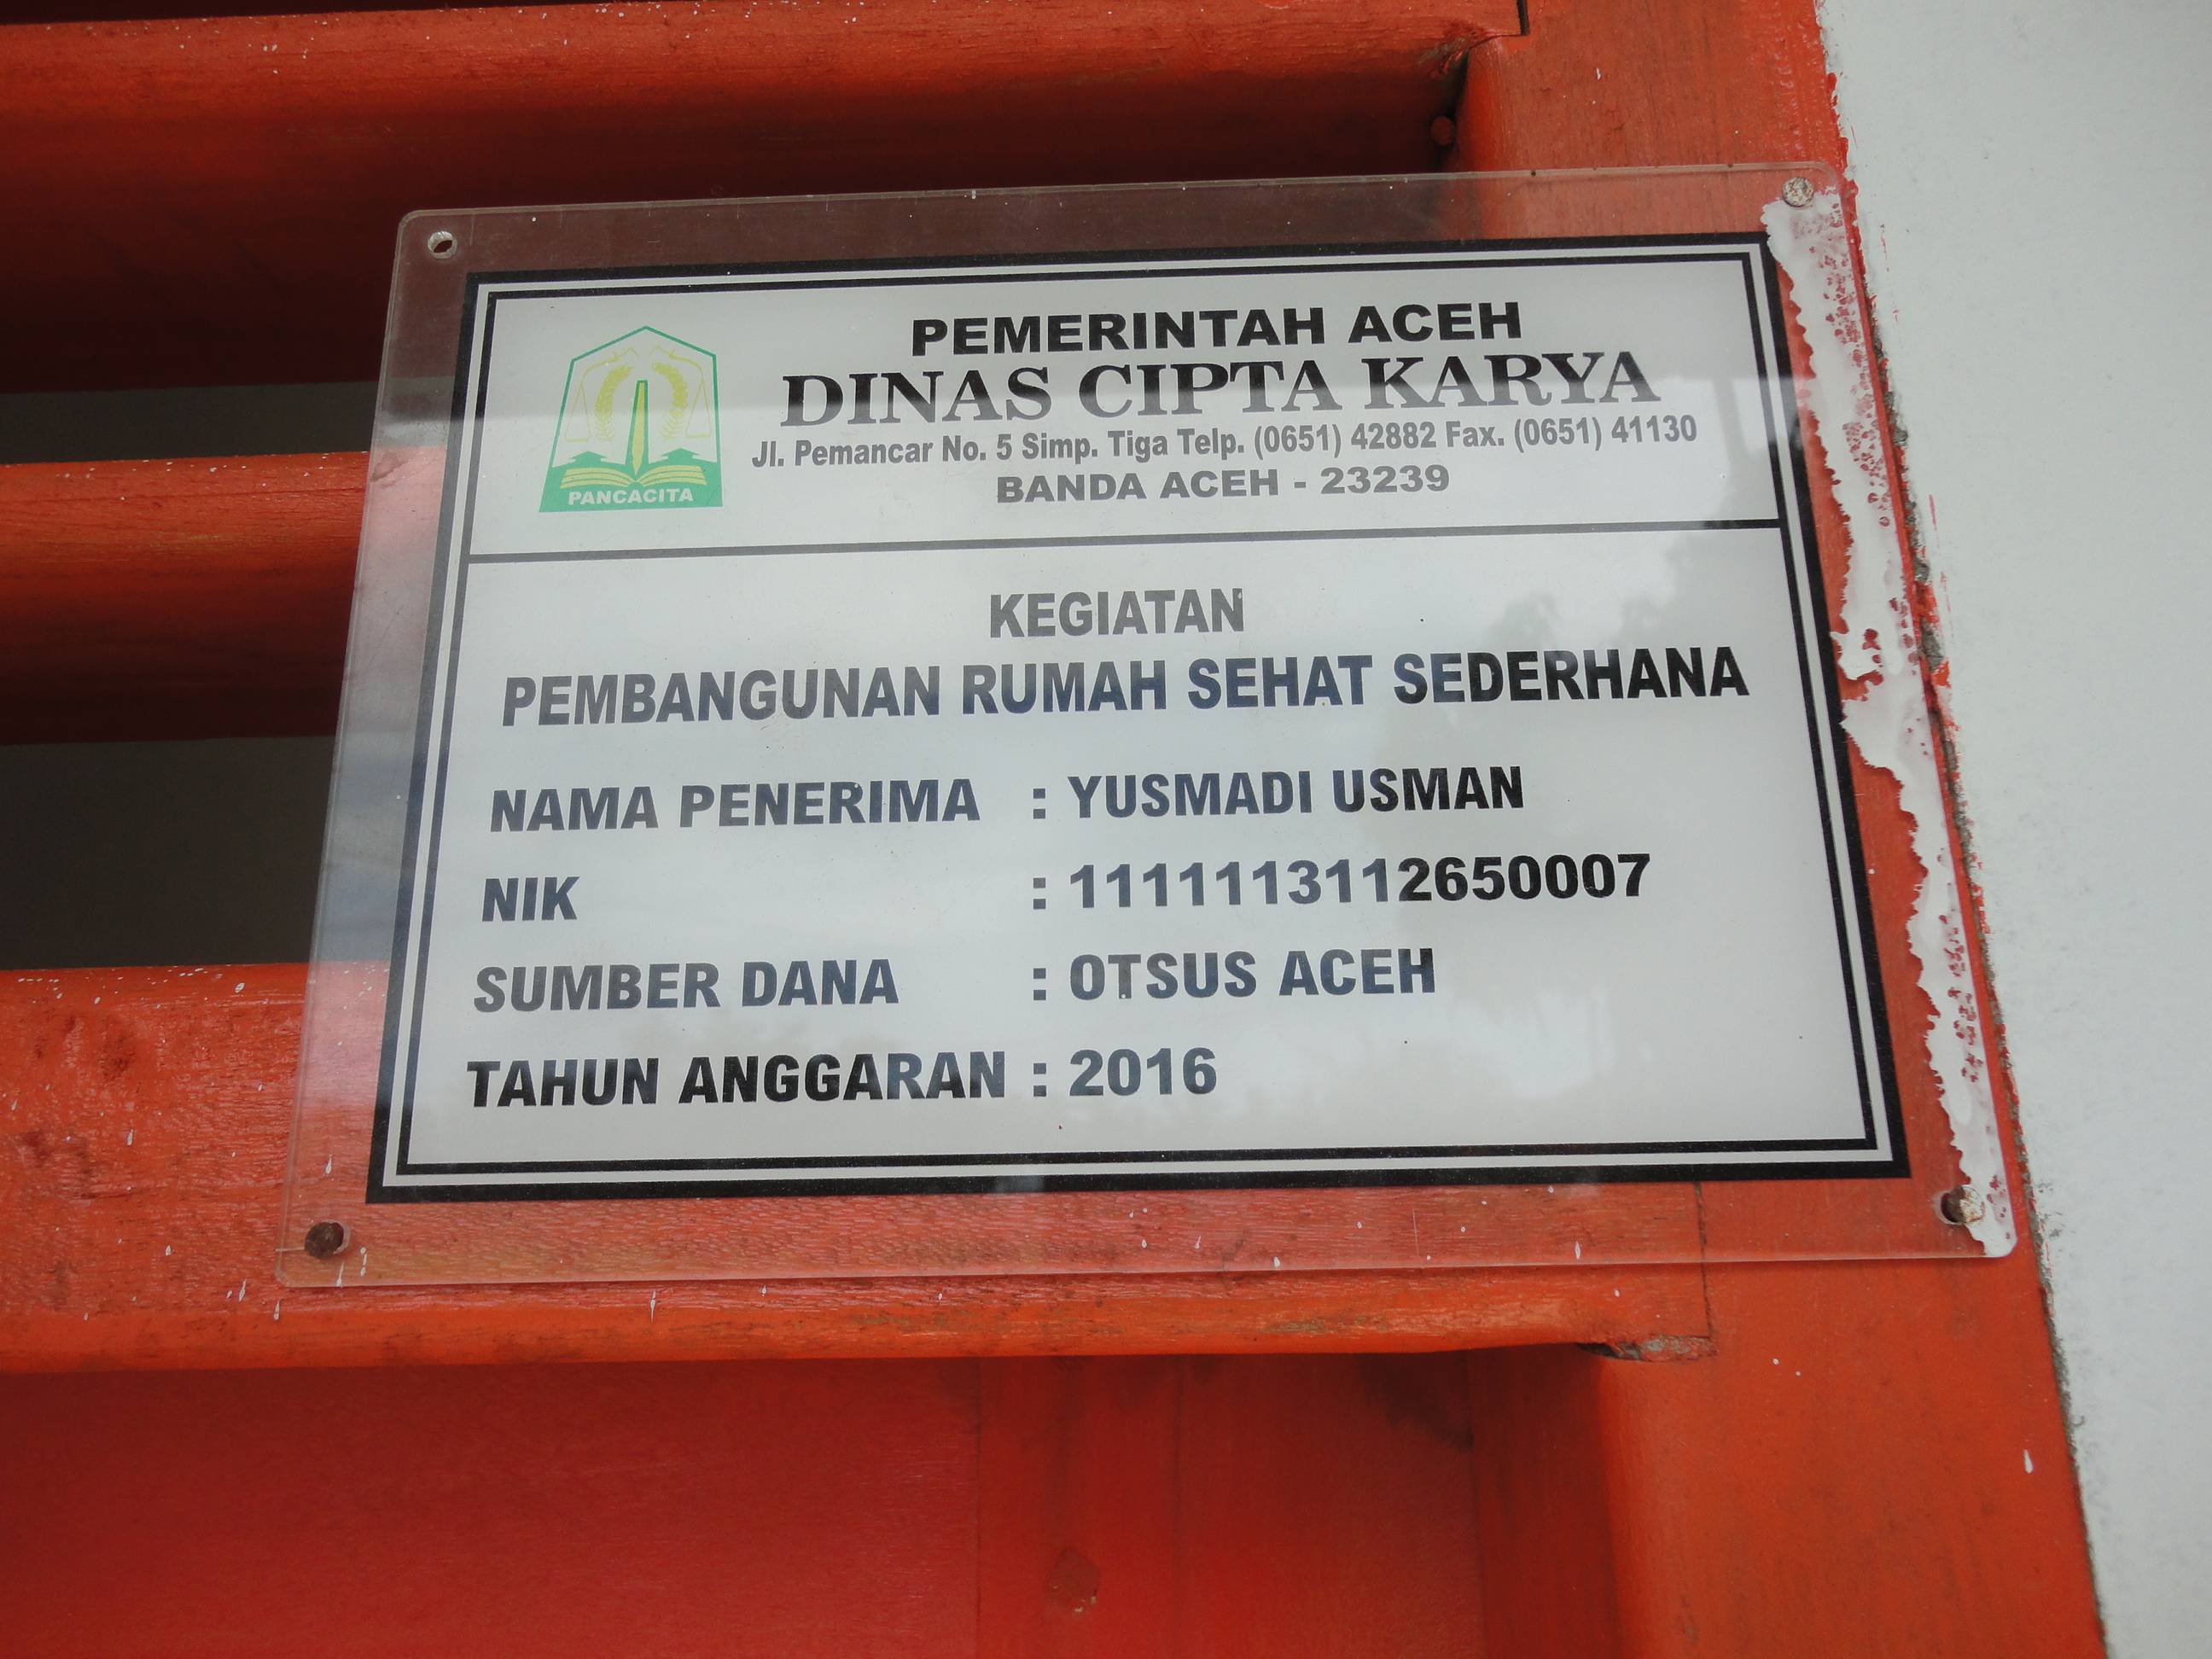 PEMERINTAH ACEH
DINAS CIPTA KARYA
Jl. Pemancar No. 5 Simp. Tiga Telp. (0651) 42882 Fax. (0651) 41130
BANDA ACEH - 23239
PANCACITA
KEGIATAN
PEMBANGUNAN RUMAH SEHAT SEDERHANA
NAMA PENERIMA : YUSMADI USMAN
NIK : 1111113112650007
SUMBER DANA : OTSUS ACEH
TAHUN ANGGARAN : 2016